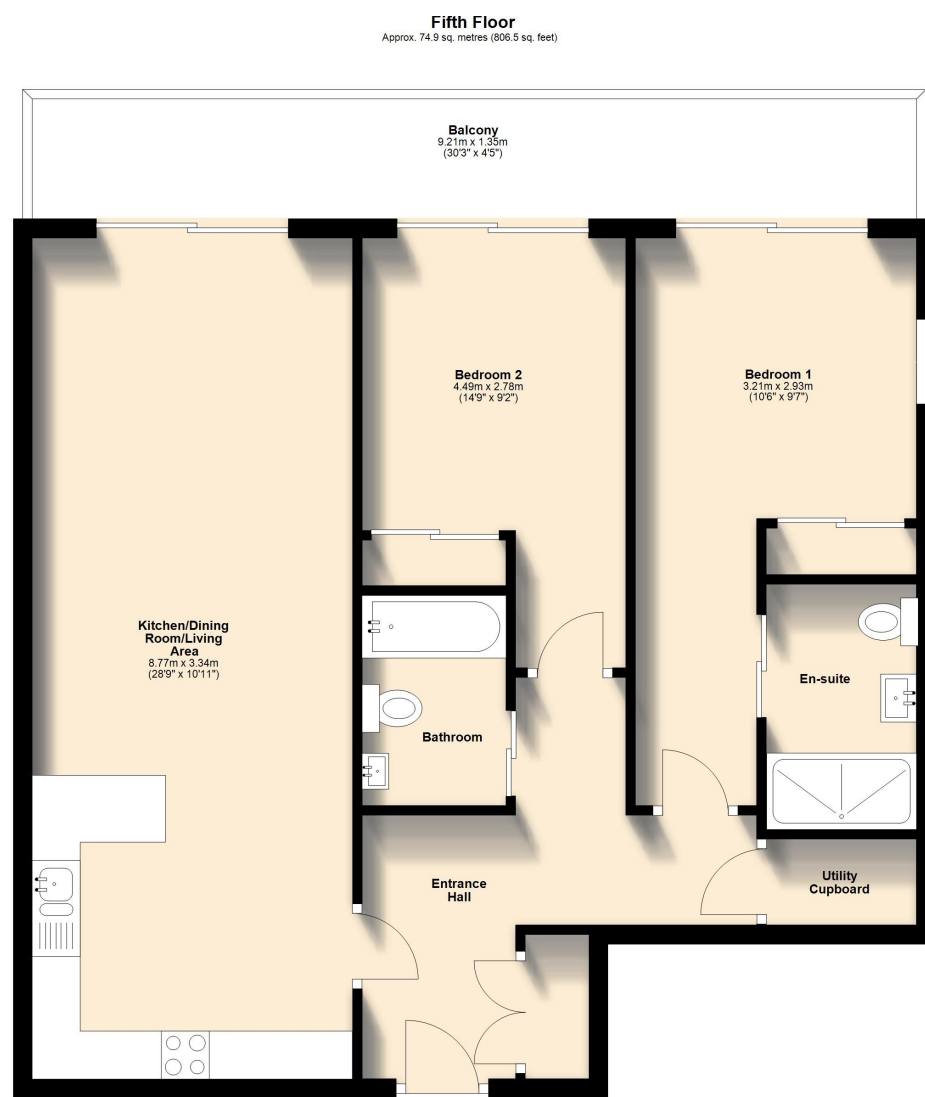 Fifth Floor
Approx. 74.9 sq. metres (806.5 sq. feet)
Balcony
9.21m x 1.35m
(30'3" x 4'5")
Bedroom 2
4.49m x 2.78m
(14'9" x 9'2")
Bedroom 1
3.21m x 2.93m
(10'6" x 9'7")
Kitchen/Dining
Room/Living
Area
8.77m x 3.34m
(28'9" x 10'11")
En-suite
Bathroom
Entrance
Hall
Utility
Cupboard